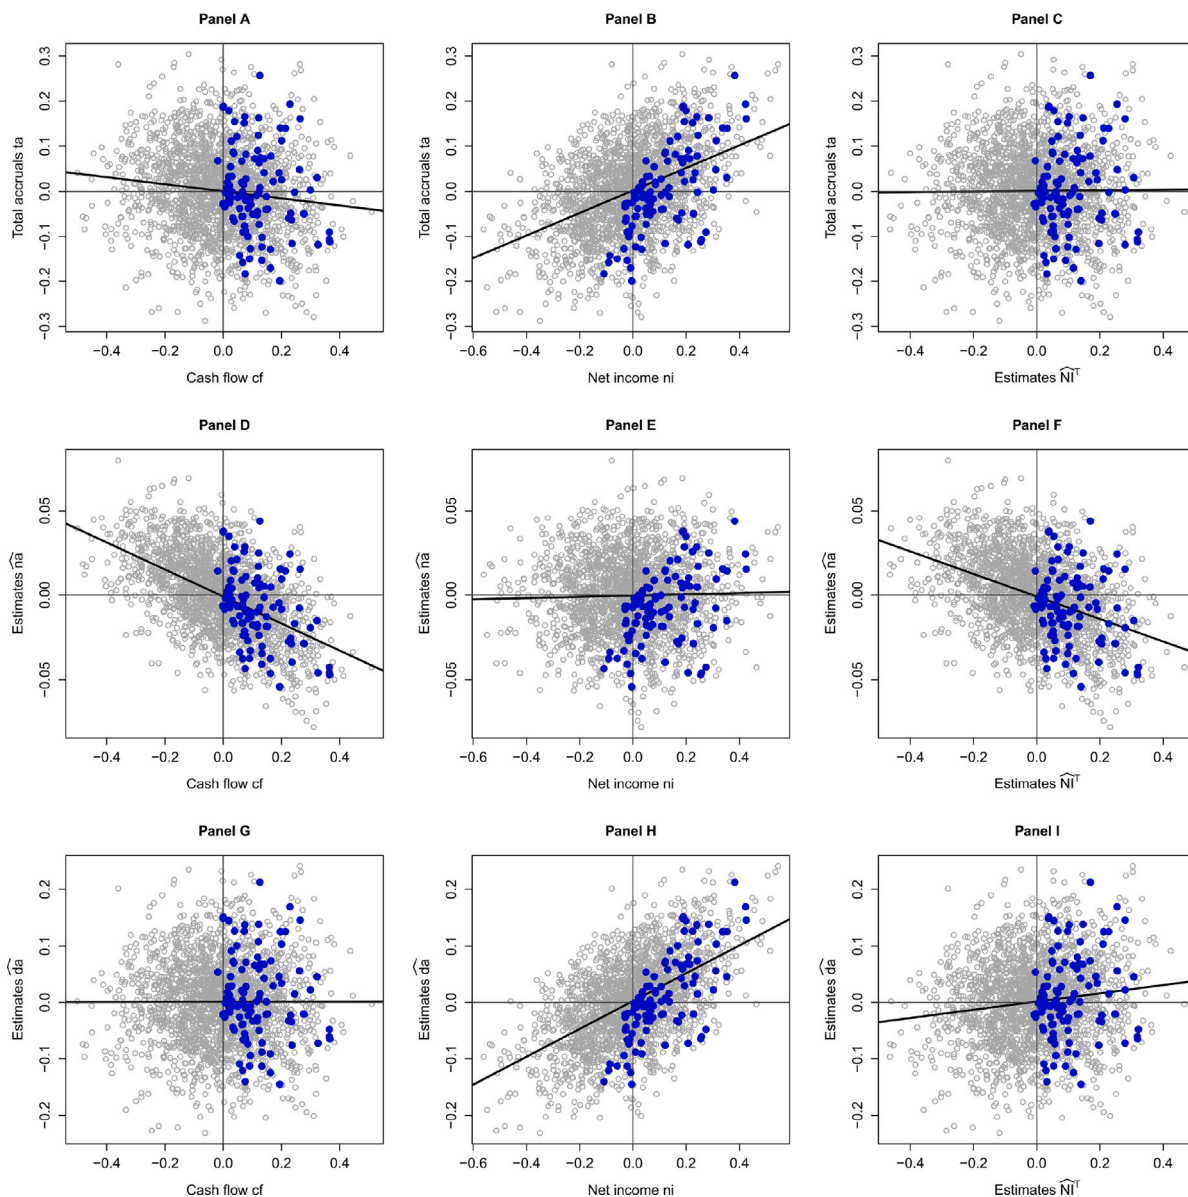 Panel A
Panel B
Panel C
Total accruals ta
0.3
0.2
0.1
0.0
−0.1
−0.2
−0.3
−0.4 −0.2 0.0 0.2 0.4
Cash flow cf
Total accruals ta
0.3
0.2
0.1
0.0
−0.1
−0.2
−0.3
−0.6 −0.4 −0.2 0.0 0.2 0.4
Net income ni
Total accruals ta
0.3
0.2
0.1
0.0
−0.1
−0.2
−0.3
−0.4 −0.2 0.0 0.2 0.4
Estimates N͡IᵀPanel D
Panel E
Panel F
Estimates n͡a
0.05
0.00
−0.05
−0.4 −0.2 0.0 0.2 0.4
Cash flow cf
Estimates n͡a
0.05
0.00
−0.05
−0.6 −0.4 −0.2 0.0 0.2 0.4
Net income ni
Estimates n͡a
0.05
0.00
−0.05
−0.4 −0.2 0.0 0.2 0.4
Estimates N͡Iᵀ
Panel G
Panel H
Panel I
Estimates d͡a
0.2
0.1
0.0
−0.1
−0.2
−0.4 −0.2 0.0 0.2 0.4
Cash flow cf
Estimates d͡a
0.2
0.1
0.0
−0.1
−0.2
−0.6 −0.4 −0.2 0.0 0.2 0.4
Net income ni
Estimates d͡a
0.2
0.1
0.0
−0.1
−0.2
−0.4 −0.2 0.0 0.2 0.4
Estimates N͡Iᵀ